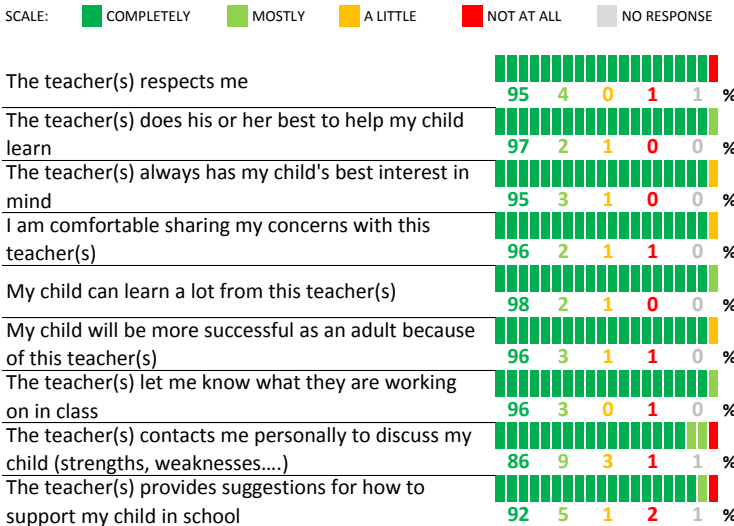 SCALE: COMPLETELY MOSTLY A LITTLE NOT AT ALL NO RESPONSE
The teacher(s) respects me
95 4 0 1 1 %
The teacher(s) does his or her best to help my child
learn
97 2 1 0 0 %
The teacher(s) always has my child's best interest in
mind
95 3 1 0 0 %
I am comfortable sharing my concerns with this
teacher(s)
96 2 1 1 0 %
My child can learn a lot from this teacher(s)
98 2 1 0 0 %
My child will be more successful as an adult because
of this teacher(s)
96 3 1 1 0 %
The teacher(s) let me know what they are working
on in class
96 3 0 1 0 %
The teacher(s) contacts me personally to discuss my
child (strengths, weaknesses....)
86 9 3 1 1 %
The teacher(s) provides suggestions for how to
support my child in school
92 5 1 2 1 %